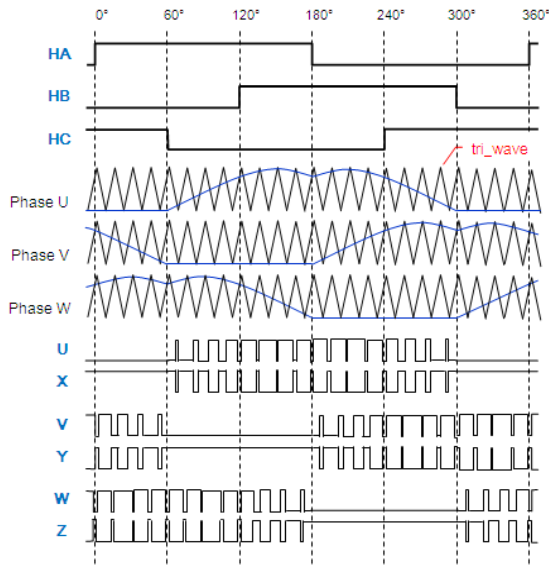 0° 60° 120° 180° 240° 300° 360°
HA
HB
HC
tri_wave
Phase U
Phase V
Phase W
U
X
V
Y
W
Z